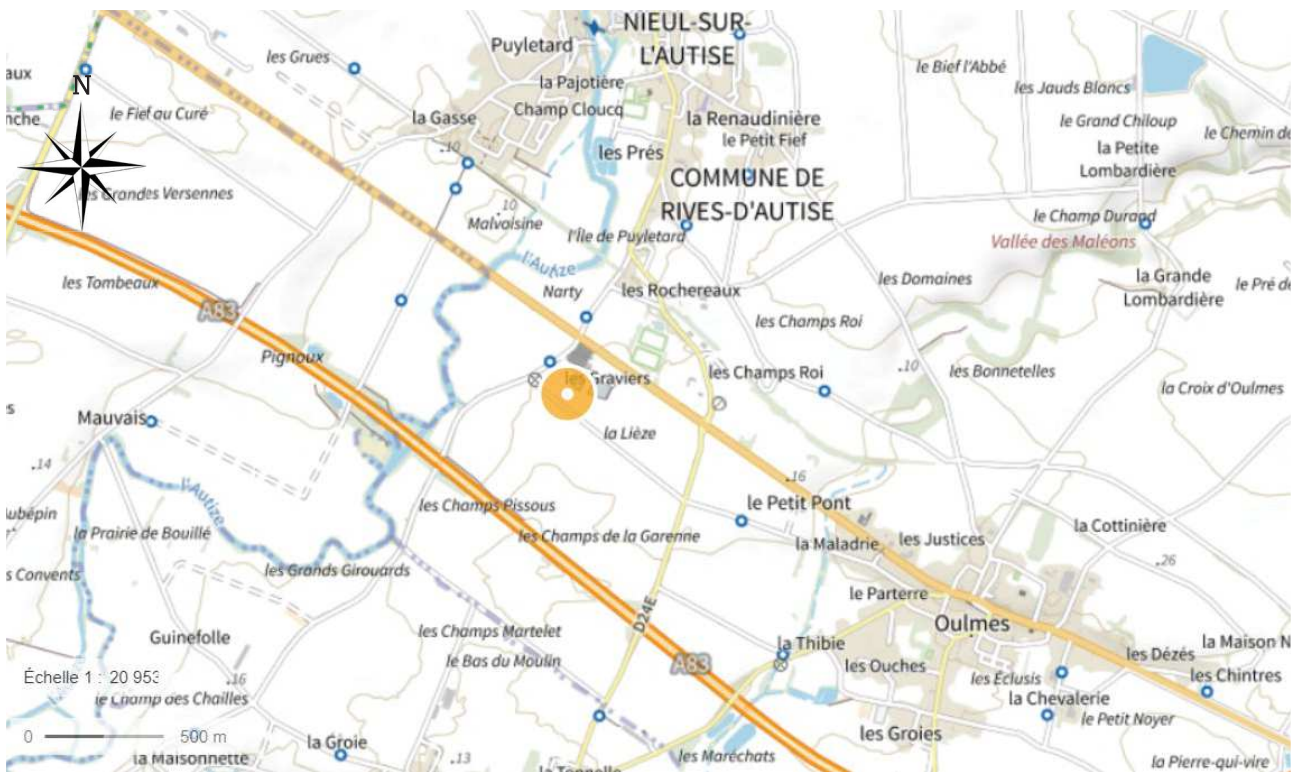 NIEUL-SUR-
L'AUTISE
Puyletard
les Grues
le Bief l'Abbé
aux
N
la Pajotière
les Jauds Blancs
Champ Cloucq
le Fief au Curé
la Gasse
la Renaudinière
le Grand Chiloup
nche
le Petit Fief
le Chemin de
10
les Prés
la Petite
Lombardière
COMMUNE DE
RIVES-D'AUTISE
les Grandes Versennes
10
Malvoisine
le Champ Durand
l'Île de Puyletard
Vallée des Maléons
l'Autize
les Tombeaux
Narty
les Rochereaux
les Domaines
la Grande
Lombardière
le Pré de
A83
les Champs Roi
Pignoux
10
les Graviers
les Champs Roi
les Bonnetelles
la Croix d'Oulmes
s
Mauvais
la Lièze
14
16
l'Autize
les Champs Pissous
le Petit Pont
ubépin
la Prairie de Bouillé
les Champs de la Garenne
la Cottinière
la Maladrie
les Justices
26
s Convents
les Grands Girouards
le Parterre
D24E
Oulmes
Guinefolle
les Champs Martelet
la Thibie
la Maison N
le Bas du Moulin
A83
les Dézés
les Ouches
Échelle 1 : 20 953
16
les Éclusis
les Chintres
le Champ des Chailles
la Chevalerie
le Petit Noyer
0 500 m
la Groie
les Groies
la Maisonnette
13
les Maréchats
la Pierre-qui-vire